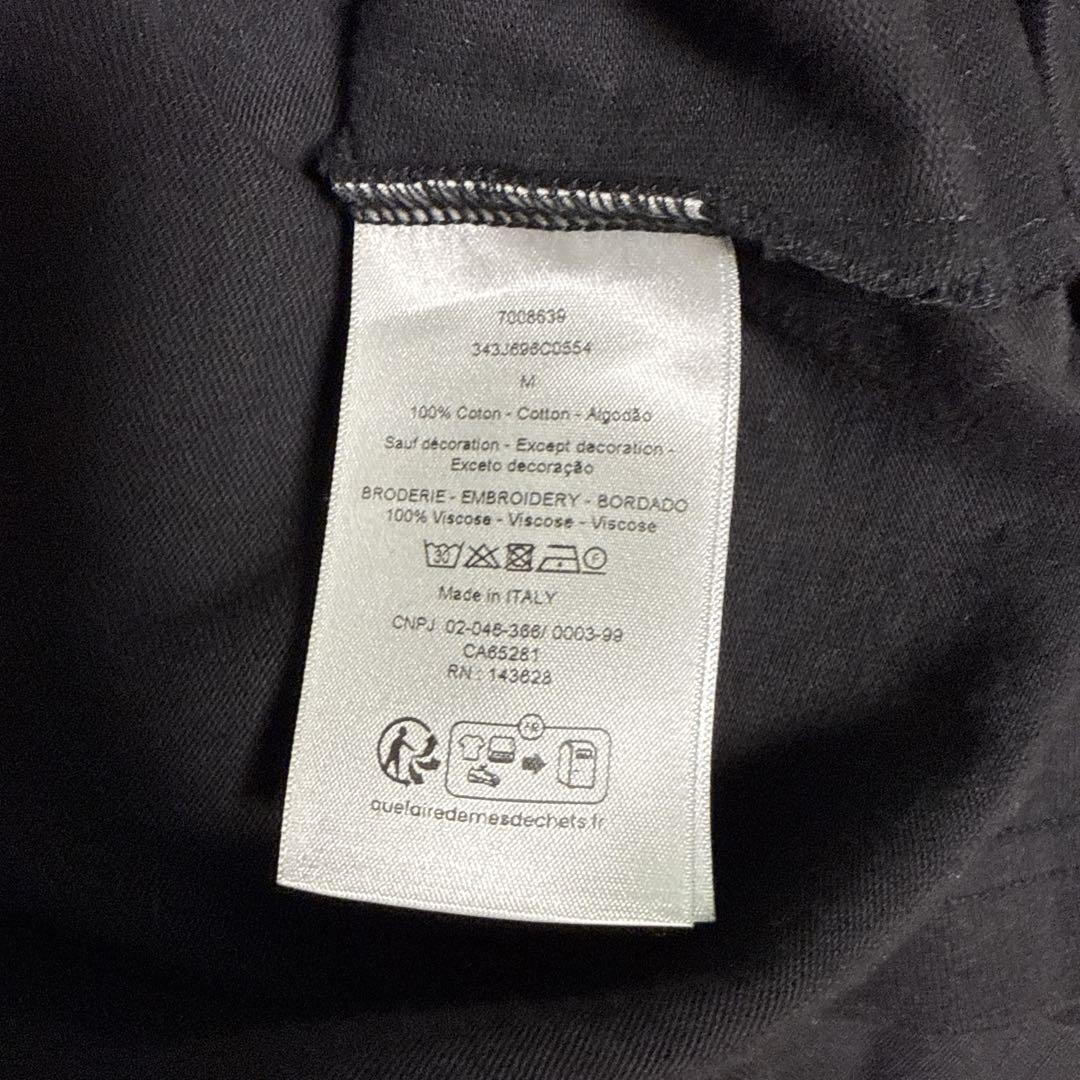 7008639
343J696C0554
M
100% Coton - Cotton - Algodão
Sauf décoration - Except decoration -
Exceto decoração
BRODERIE - EMBROIDERY - BORDADO
100% Viscose - Viscose - Viscose
30
F
Made in ITALY
CNPJ 02-046-366/ 0003-99
CA65281
RN : 143628
FR
quefairedemesdechets.fr